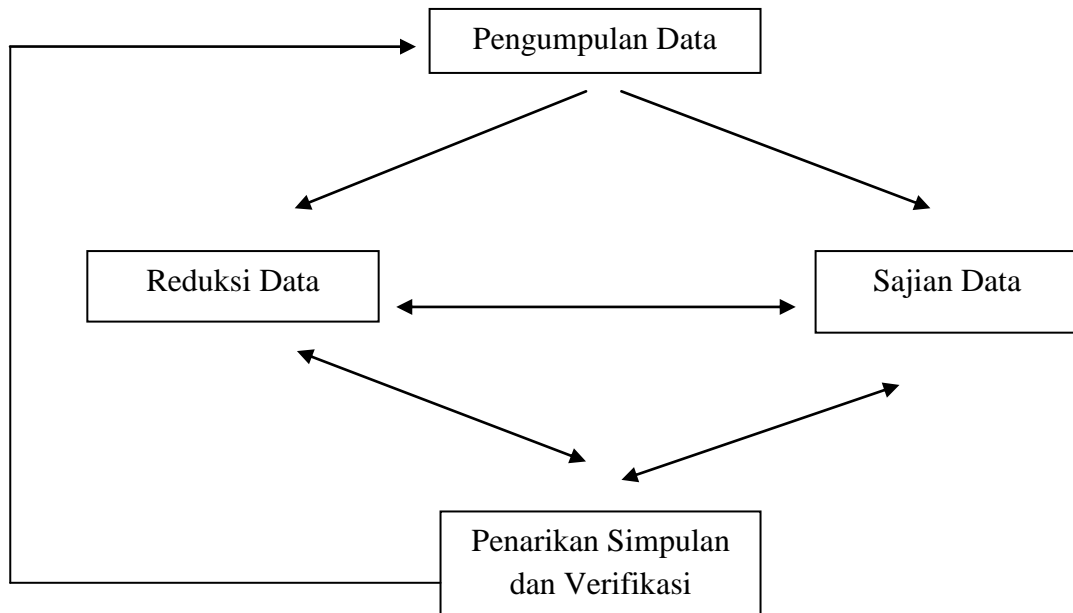 Pengumpulan Data
Reduksi Data
Sajian Data
Penarikan Simpulan
dan Verifikasi